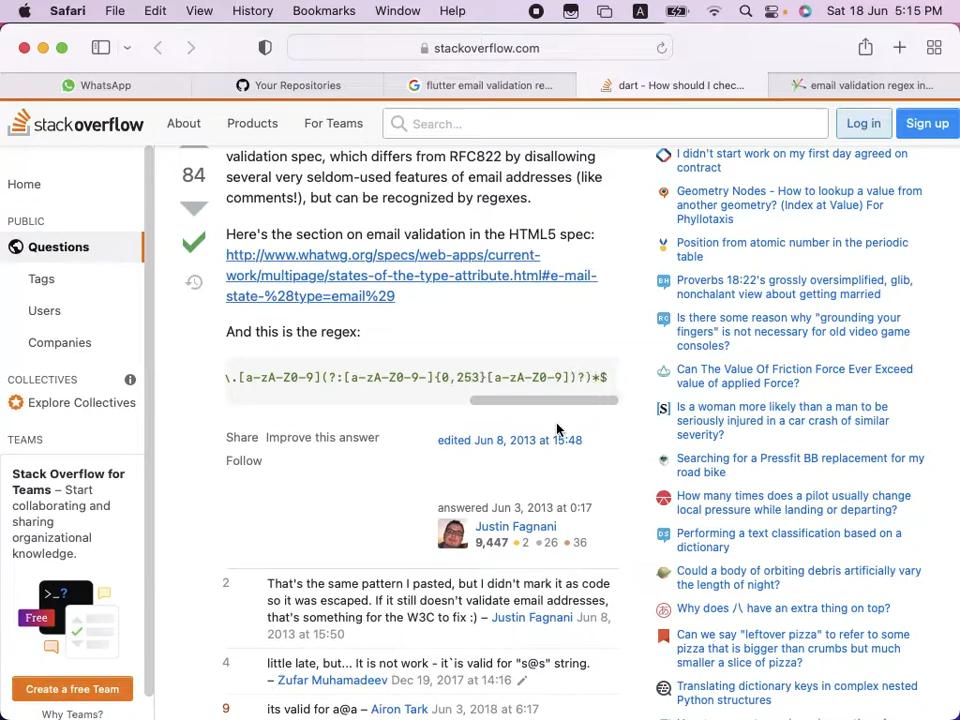 Safari File Edit View History Bookmarks Window Help A Sat 18 Jun 5:15 PM
stackoverflow.com
WhatsApp Your Repositories flutter email validation re... dart - How should I chec... email validation regex in...
stackoverflow About Products For Teams Search... Log in Sign up
Home
PUBLIC
Questions
Tags
Users
Companies
COLLECTIVES
Explore Collectives
TEAMS
Stack Overflow for
Teams – Start
collaborating and
sharing
organizational
knowledge.
>_?
Free
Create a free Team
Why Teams?
84
validation spec, which differs from RFC822 by disallowing
several very seldom-used features of email addresses (like
comments!), but can be recognized by regexes.
Here's the section on email validation in the HTML5 spec:
http://www.whatwg.org/specs/web-apps/current-
work/multipage/states-of-the-type-attribute.html#e-mail-
state-%28type=email%29
And this is the regex:
\.[a-zA-Z0-9](?:[a-zA-Z0-9-]{0,253}[a-zA-Z0-9])?)*$
Share Improve this answer
Follow
edited Jun 8, 2013 at 15:48
answered Jun 3, 2013 at 0:17
Justin Fagnani
9,447 2 26 36
2 That's the same pattern I pasted, but I didn't mark it as code
so it was escaped. If it still doesn't validate email addresses,
that's something for the W3C to fix :) – Justin Fagnani Jun 8,
2013 at 15:50
4 little late, but... It is not work - it`is valid for "s@s" string.
– Zufar Muhamadeev Dec 19, 2017 at 14:16
9 its valid for a@a – Airon Tark Jun 3, 2018 at 6:17
I didn't start work on my first day agreed on
contract
Geometry Nodes - How to lookup a value from
another geometry? (Index at Value) For
Phyllotaxis
Position from atomic number in the periodic
table
Proverbs 18:22's grossly oversimplified, glib,
nonchalant view about getting married
Is there some reason why "grounding your
fingers" is not necessary for old video game
consoles?
Can The Value Of Friction Force Ever Exceed
value of applied Force?
Is a woman more likely than a man to be
seriously injured in a car crash of similar
severity?
Searching for a Pressfit BB replacement for my
road bike
How many times does a pilot usually change
local pressure while landing or departing?
Performing a text classification based on a
dictionary
Could a body of orbiting debris artificially vary
the length of night?
Why does /\ have an extra thing on top?
Can we say "leftover pizza" to refer to some
pizza that is bigger than crumbs but much
smaller a slice of pizza?
Translating dictionary keys in complex nested
Python structures